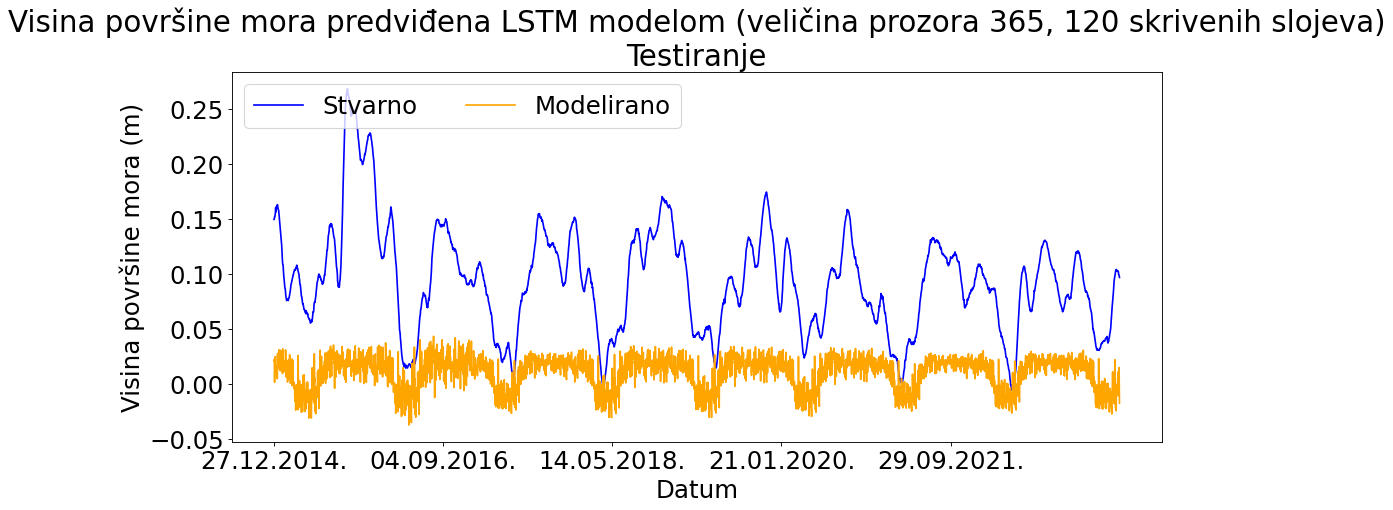 Visina površine mora predviđena LSTM modelom (veličina prozora 365, 120 skrivenih slojeva)
Testiranje
Stvarno Modelirano
Visina površine mora (m)
0.25
0.20
0.15
0.10
0.05
0.00
−0.05
27.12.2014. 04.09.2016. 14.05.2018. 21.01.2020. 29.09.2021.
Datum